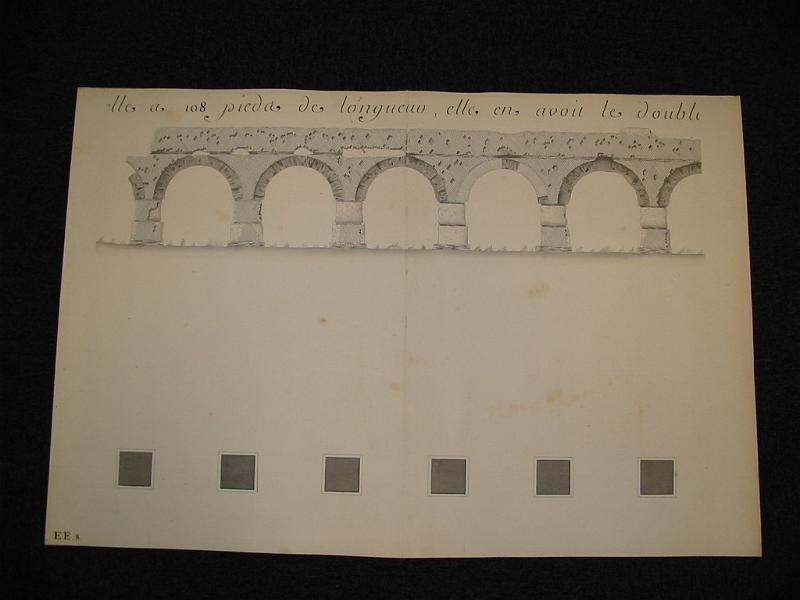 lle a 108 pieds de longueur, elle en avoit le double
EE.8.